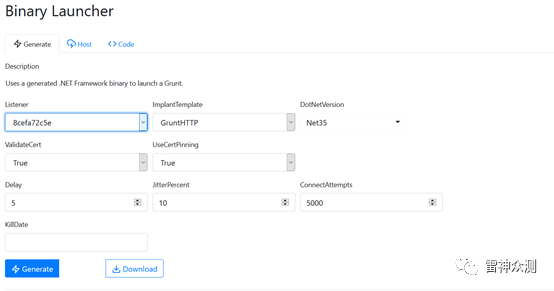 Binary Launcher
Generate Host Code
Description
Uses a generated .NET Framework binary to launch a Grunt.
Listener ImplantTemplate DotNetVersion
8cefa72c5e GruntHTTP Net35
ValidateCert UseCertPinning
True True
Delay JitterPercent ConnectAttempts
5 10 5000
KillDate
Generate Download
雷神众测